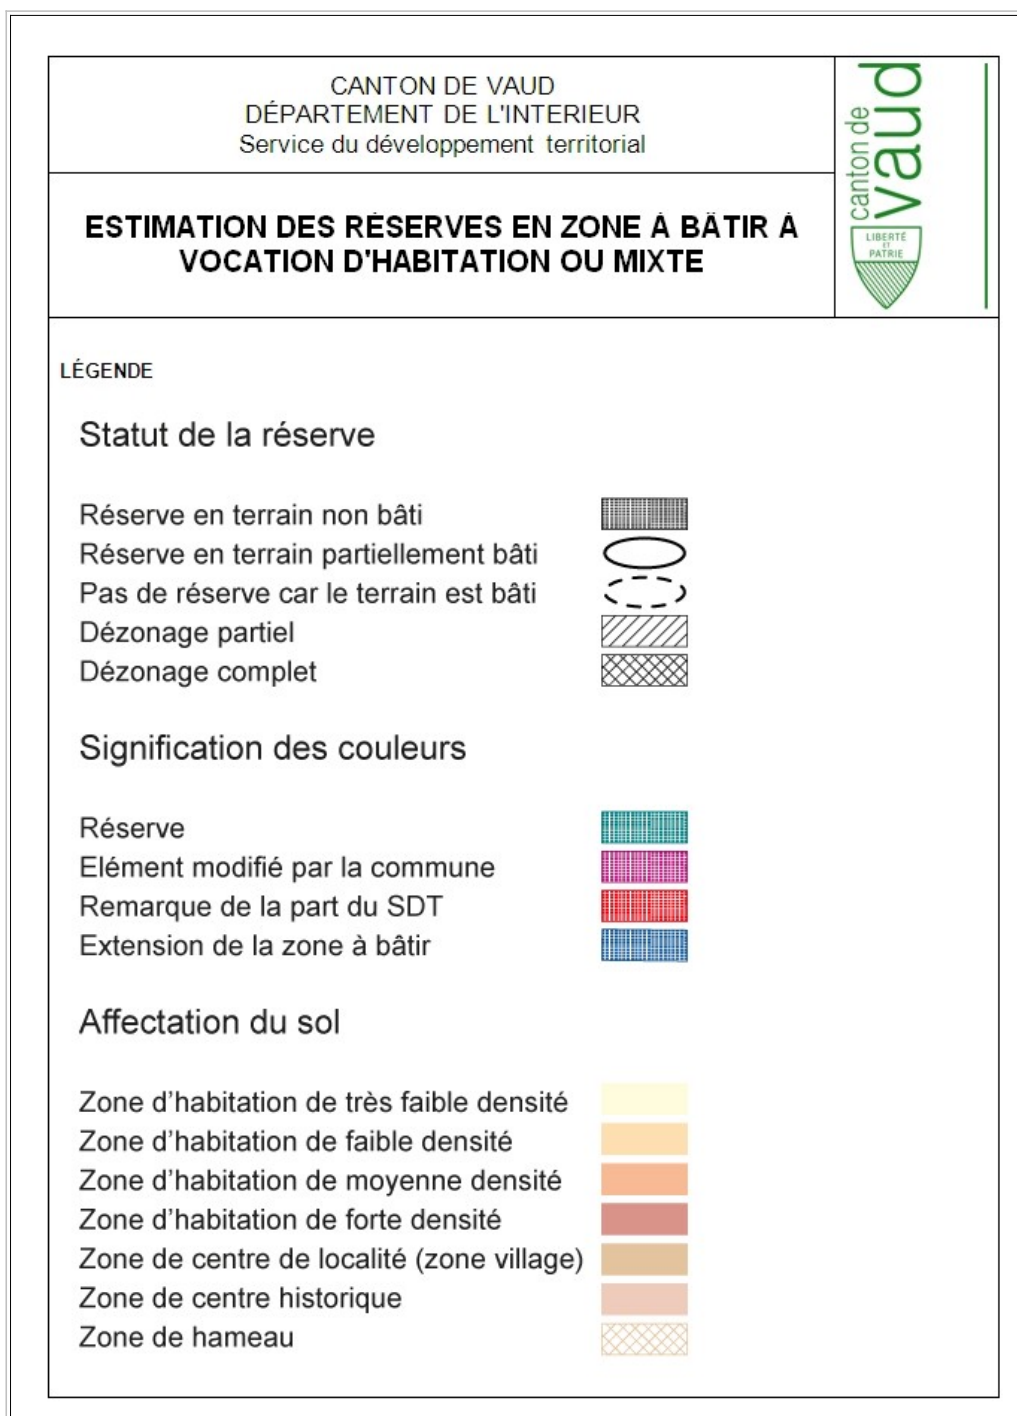 CANTON DE VAUD
DÉPARTEMENT DE L'INTERIEUR
Service du développement territorial
canton de
vaud
LIBERTÉ
ET
PATRIE
ESTIMATION DES RÉSERVES EN ZONE À BÂTIR À
VOCATION D'HABITATION OU MIXTE
LÉGENDE
Statut de la réserve
Réserve en terrain non bâti
Réserve en terrain partiellement bâti
Pas de réserve car le terrain est bâti
Dézonage partiel
Dézonage complet
Signification des couleurs
Réserve
Elément modifié par la commune
Remarque de la part du SDT
Extension de la zone à bâtir
Affectation du sol
Zone d'habitation de très faible densité
Zone d'habitation de faible densité
Zone d'habitation de moyenne densité
Zone d'habitation de forte densité
Zone de centre de localité (zone village)
Zone de centre historique
Zone de hameau